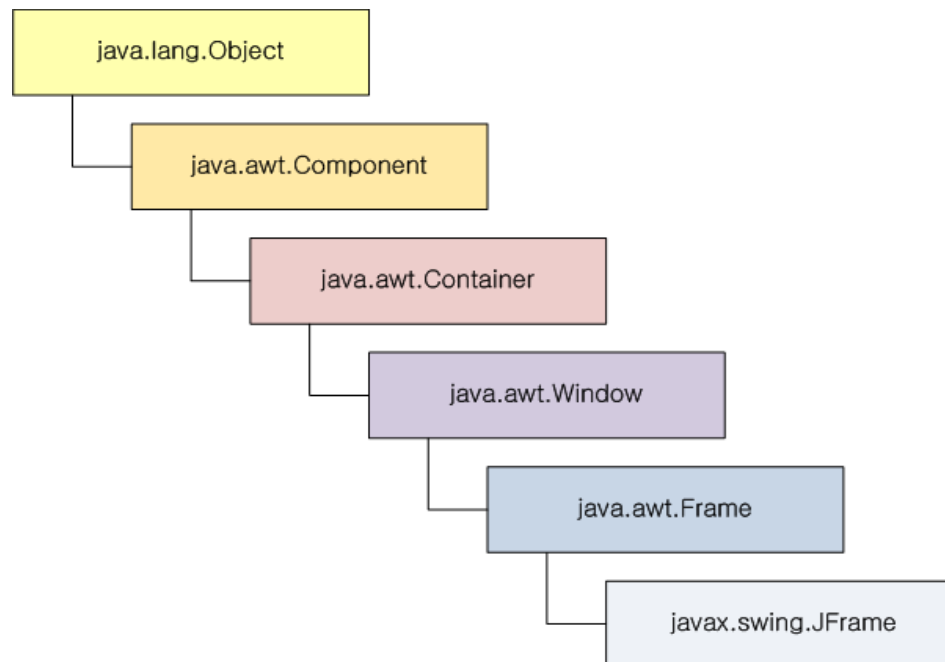 java.lang.Object
java.awt.Component
java.awt.Container
java.awt.Window
java.awt.Frame
javax.swing.JFrame